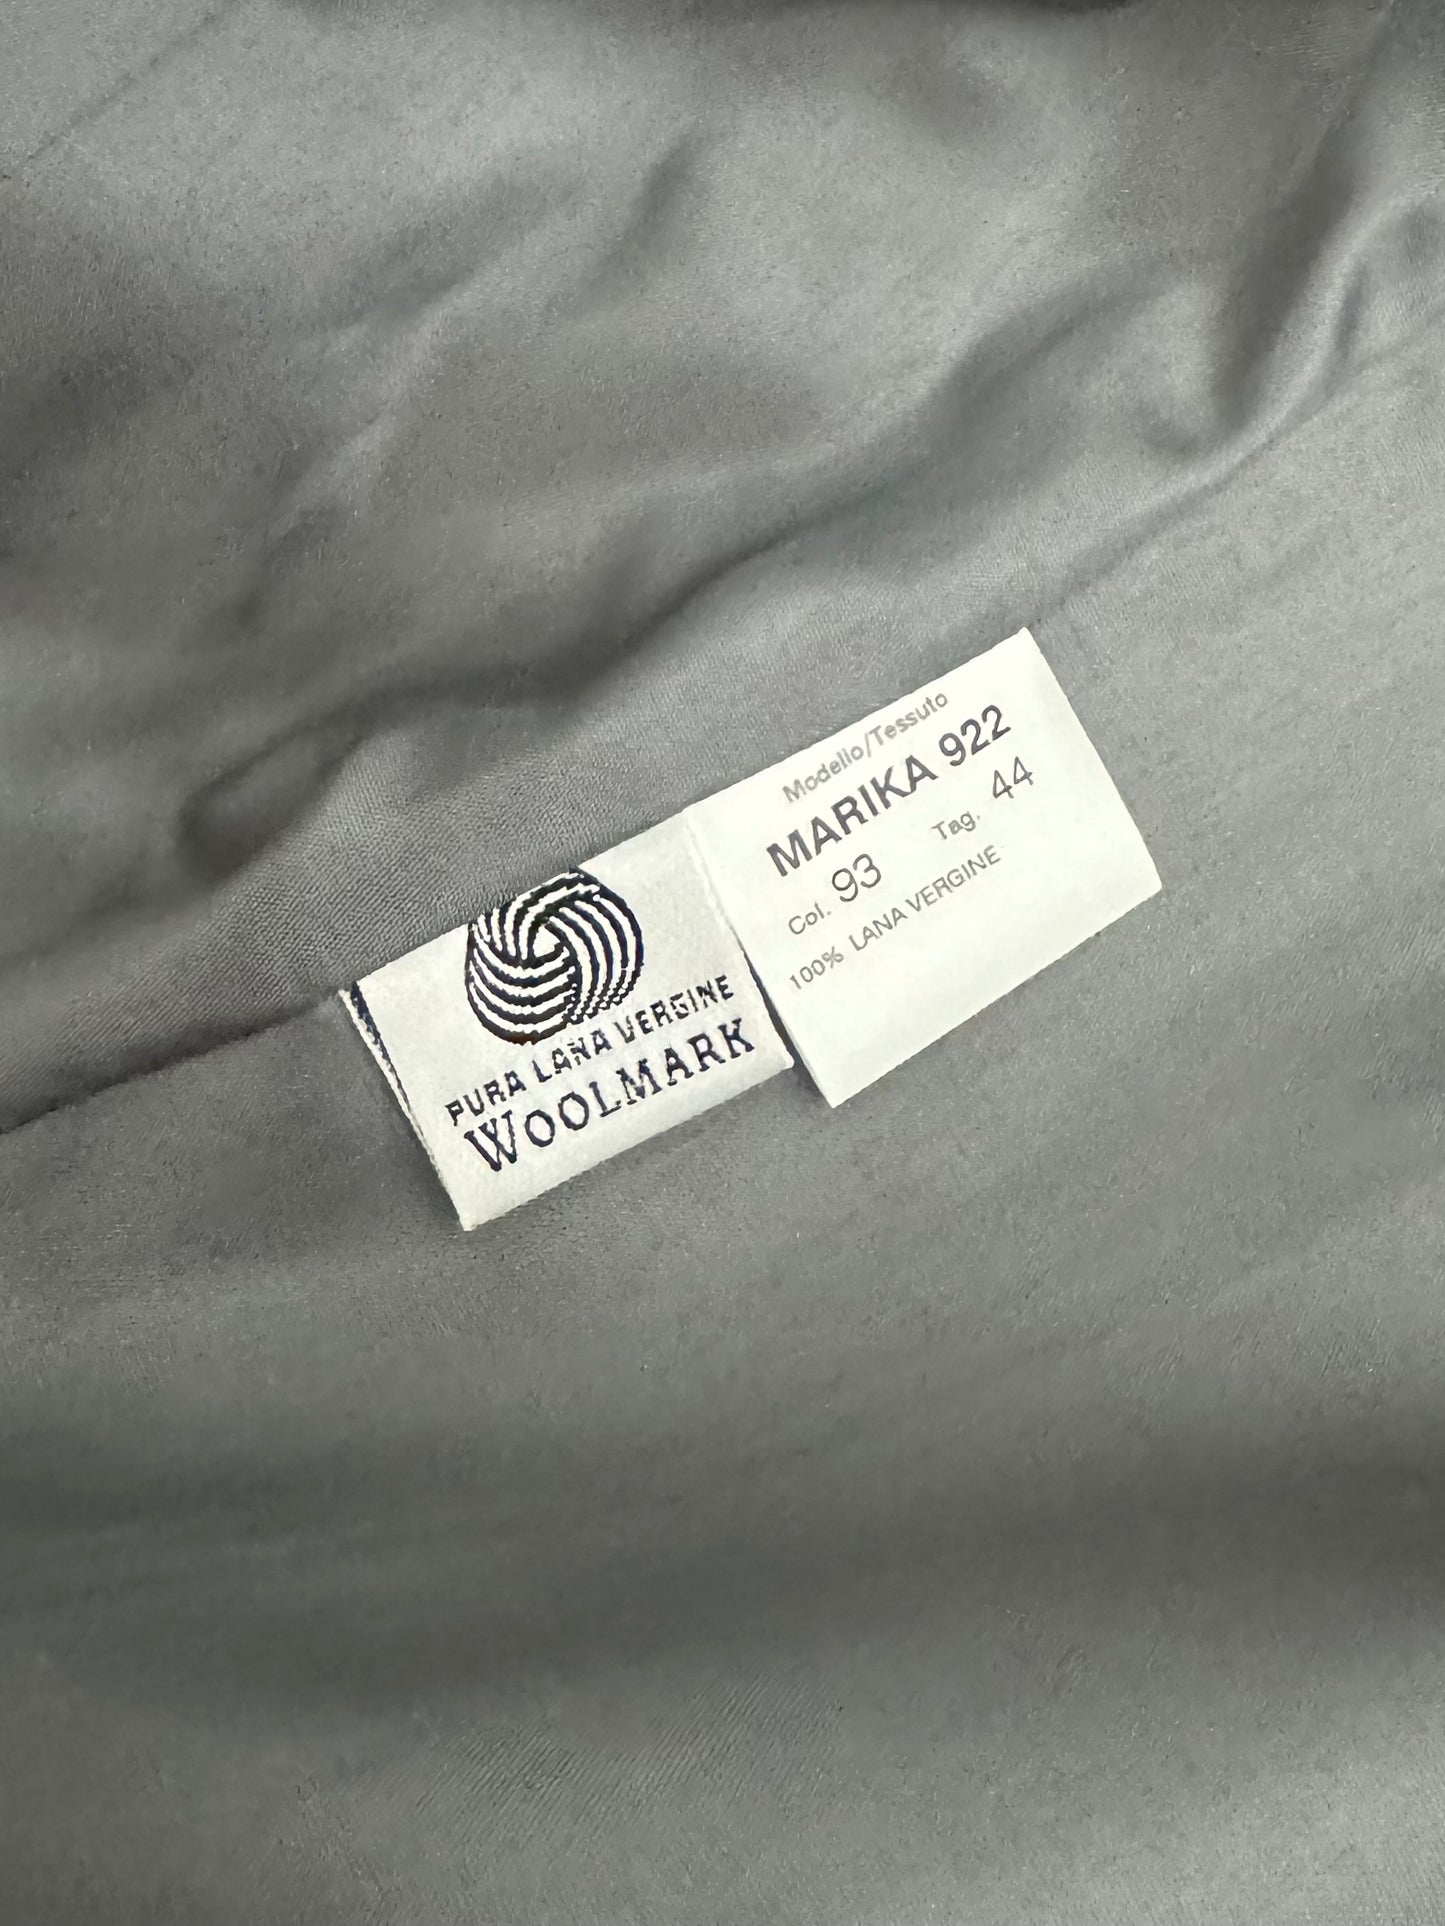 PURA LANA VERGINE
WOOLMARK
Modello/Tessuto
MARIKA 922
Col. 93 Tag. 44
100% LANA VERGINE